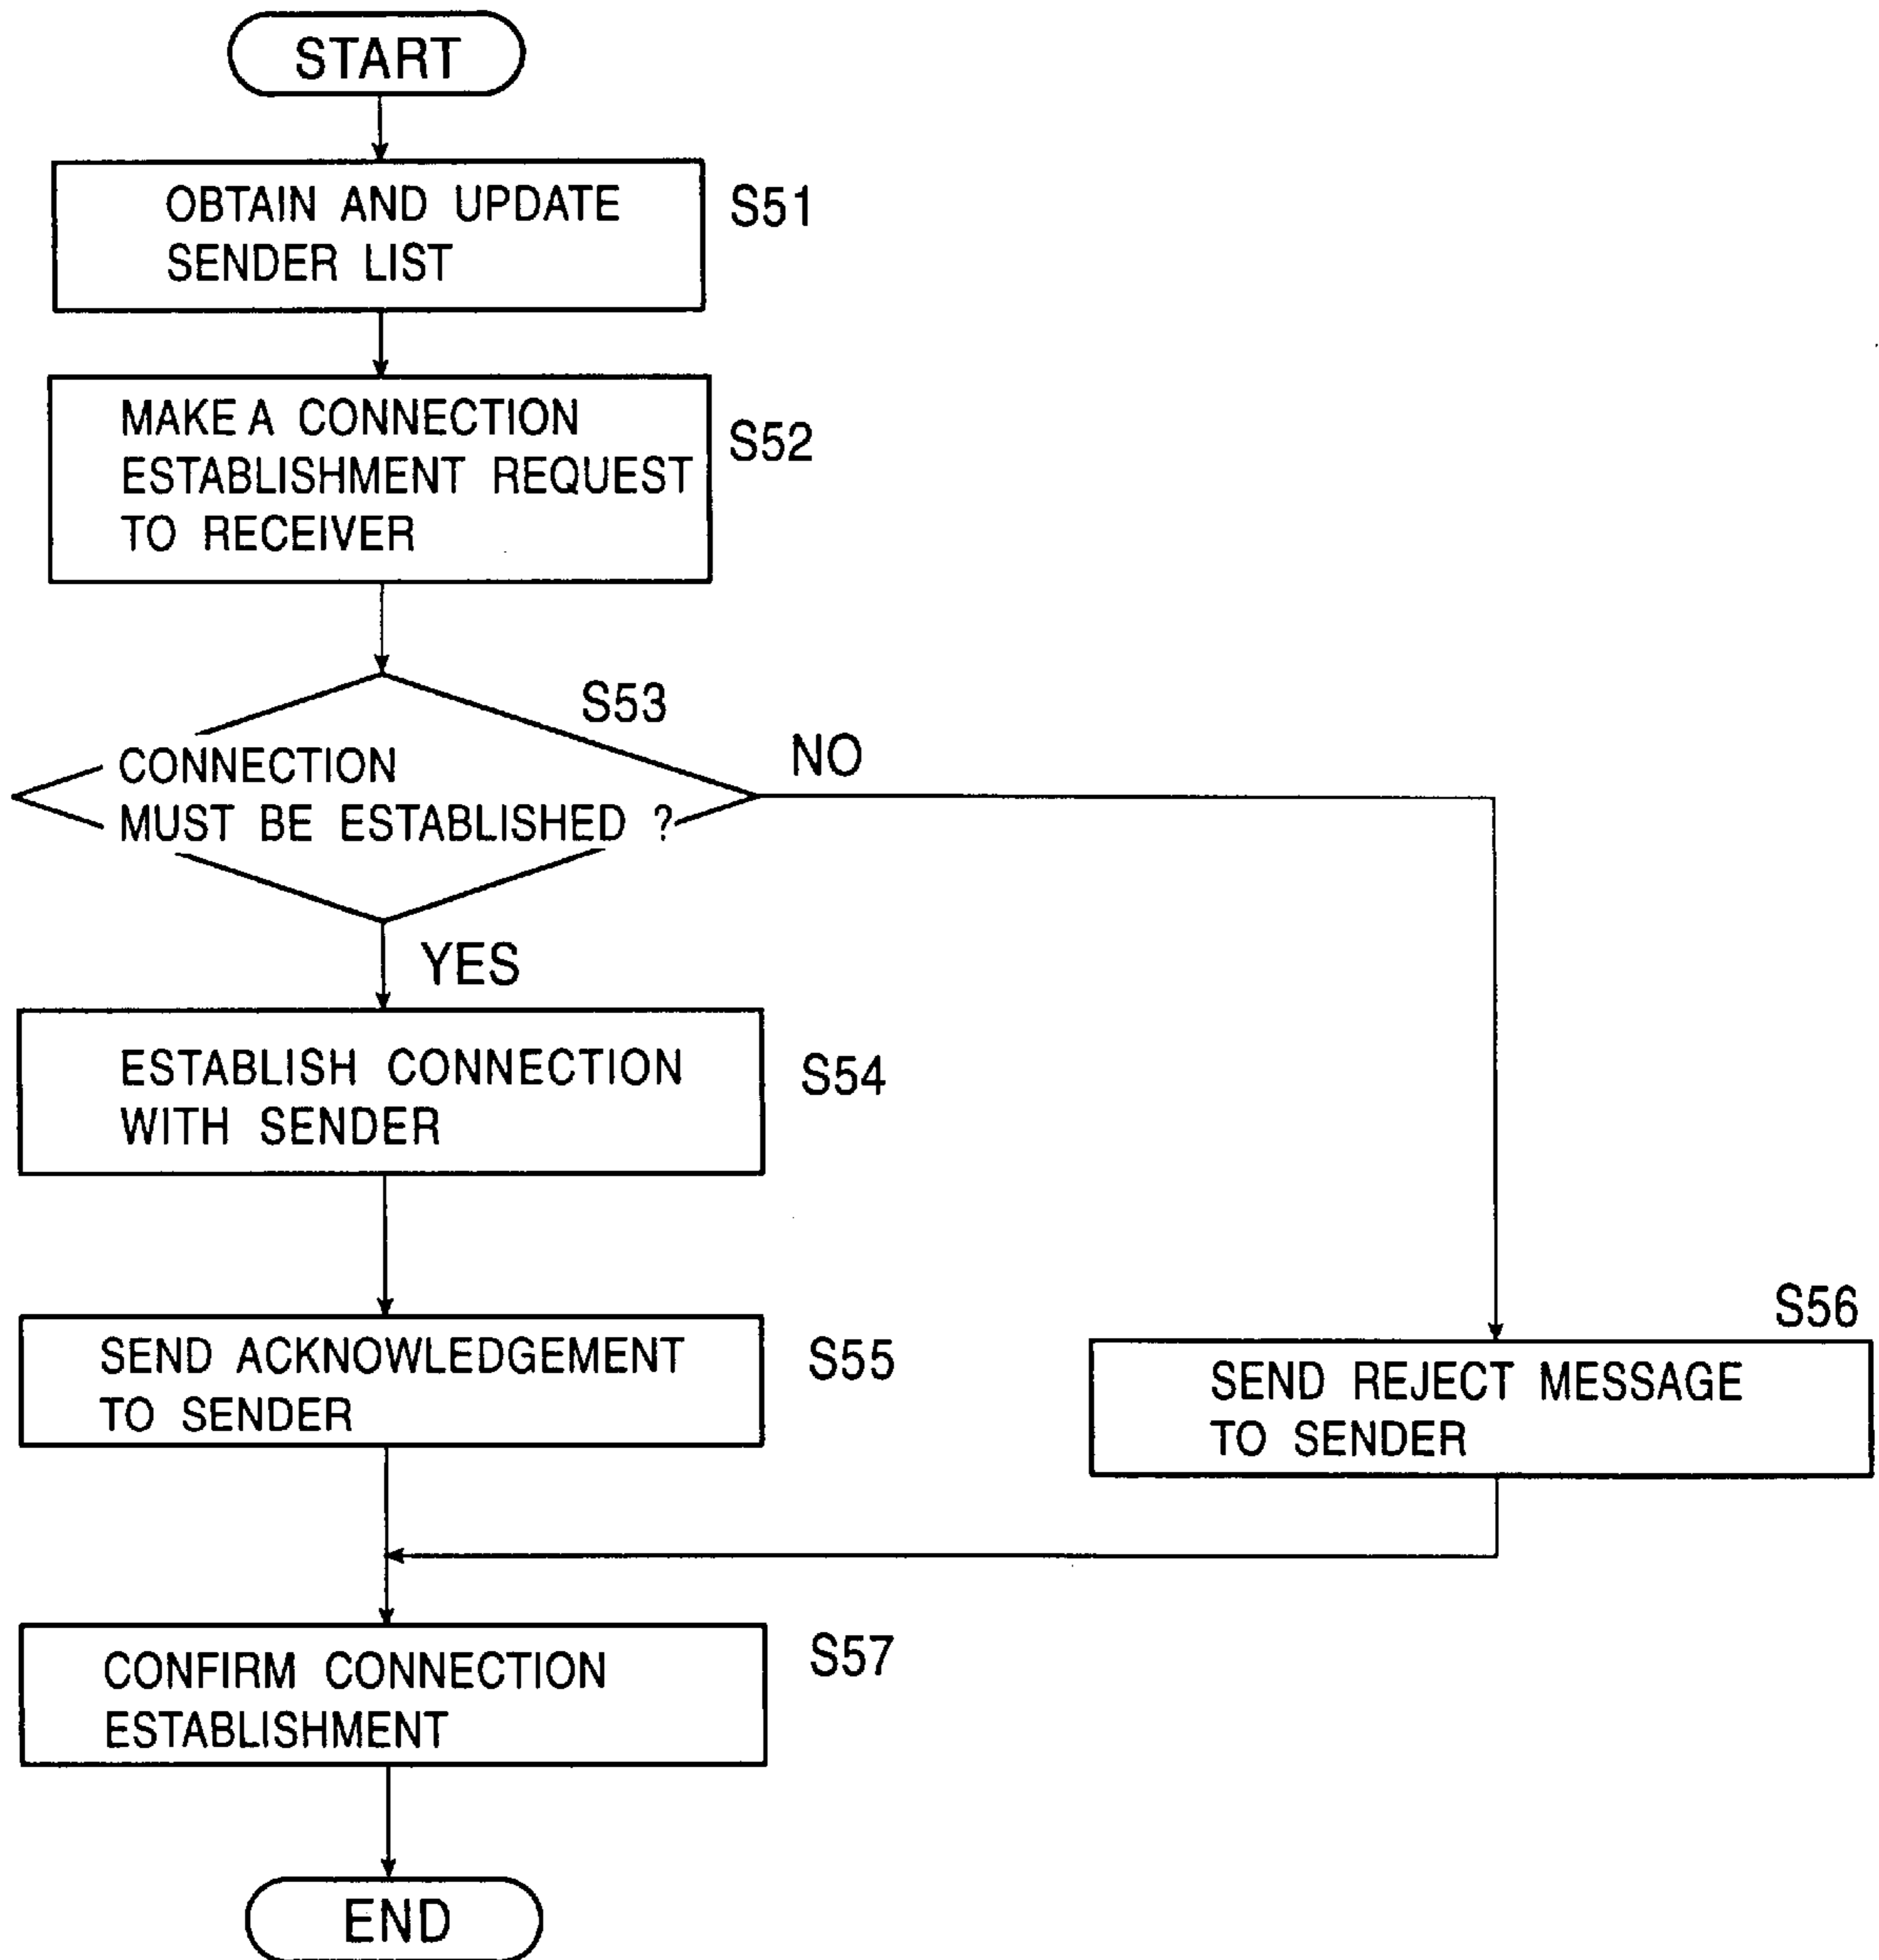 START
OBTAIN AND UPDATE
SENDER LIST
S51
MAKE A CONNECTION
ESTABLISHMENT REQUEST
TO RECEIVER
S52
S53
CONNECTION
MUST BE ESTABLISHED ?
NO
YES
ESTABLISH CONNECTION
WITH SENDER
S54
SEND ACKNOWLEDGEMENT
TO SENDER
S55
S56
SEND REJECT MESSAGE
TO SENDER
CONFIRM CONNECTION
ESTABLISHMENT
S57
END